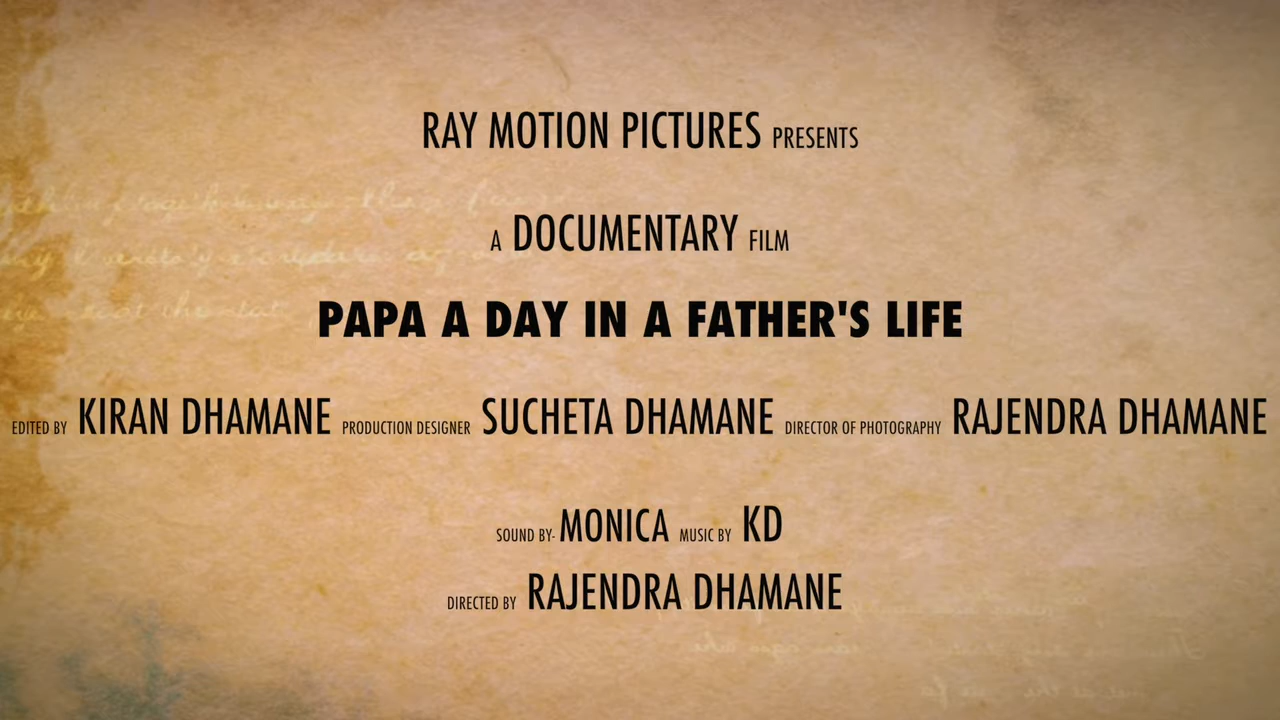 RAY MOTION PICTURES PRESENTS
A DOCUMENTARY FILM
PAPA A DAY IN A FATHER'S LIFE
EDITED BY KIRAN DHAMANE PRODUCTION DESIGNER SUCHETA DHAMANE DIRECTOR OF PHOTOGRAPHY RAJENDRA DHAMANE
SOUND BY- MONICA MUSIC BY KD
DIRECTED BY RAJENDRA DHAMANE